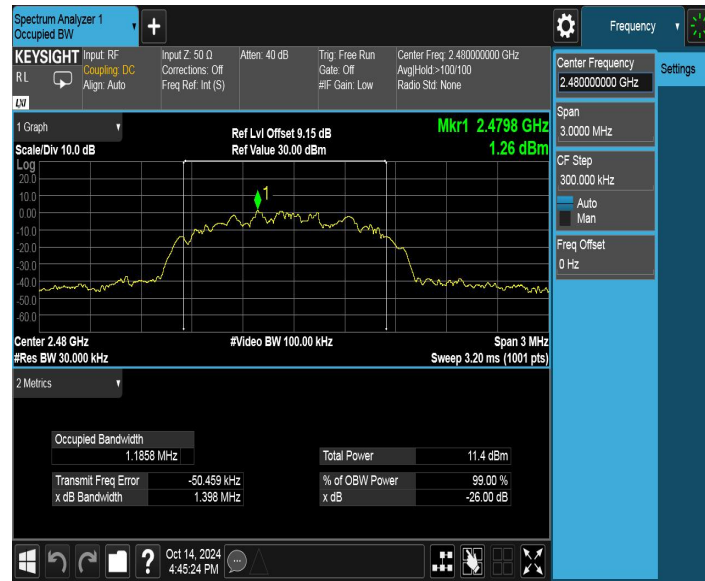 Spectrum Analyzer 1
Occupied BW
+
Frequency
KEYSIGHT
RL
LXI
Input: RF
Coupling: DC
Align: Auto
Input Z: 50 Ω
Corrections: Off
Freq Ref: Int (S)
Atten: 40 dB
Trig: Free Run
Gate: Off
#IF Gain: Low
Center Freq: 2.480000000 GHz
Avg|Hold:>100/100
Radio Std: None
Center Frequency
2.480000000 GHz
Settings
Span
3.0000 MHz
CF Step
300.000 kHz
Auto
Man
Freq Offset
0 Hz
1 Graph
Scale/Div 10.0 dB
Ref Lvl Offset 9.15 dB
Ref Value 30.00 dBm
Mkr1 2.4798 GHz
1.26 dBm
Log
20.0
10.0
0.00
-10.0
-20.0
-30.0
-40.0
-50.0
-60.0
1
Center 2.48 GHz
#Res BW 30.000 kHz
#Video BW 100.00 kHz
Span 3 MHz
Sweep 3.20 ms (1001 pts)
2 Metrics
Occupied Bandwidth
1.1858 MHz
Total Power 11.4 dBm
Transmit Freq Error -50.459 kHz
% of OBW Power 99.00 %
x dB Bandwidth 1.398 MHz
x dB -26.00 dB
?
Oct 14, 2024
4:45:24 PM